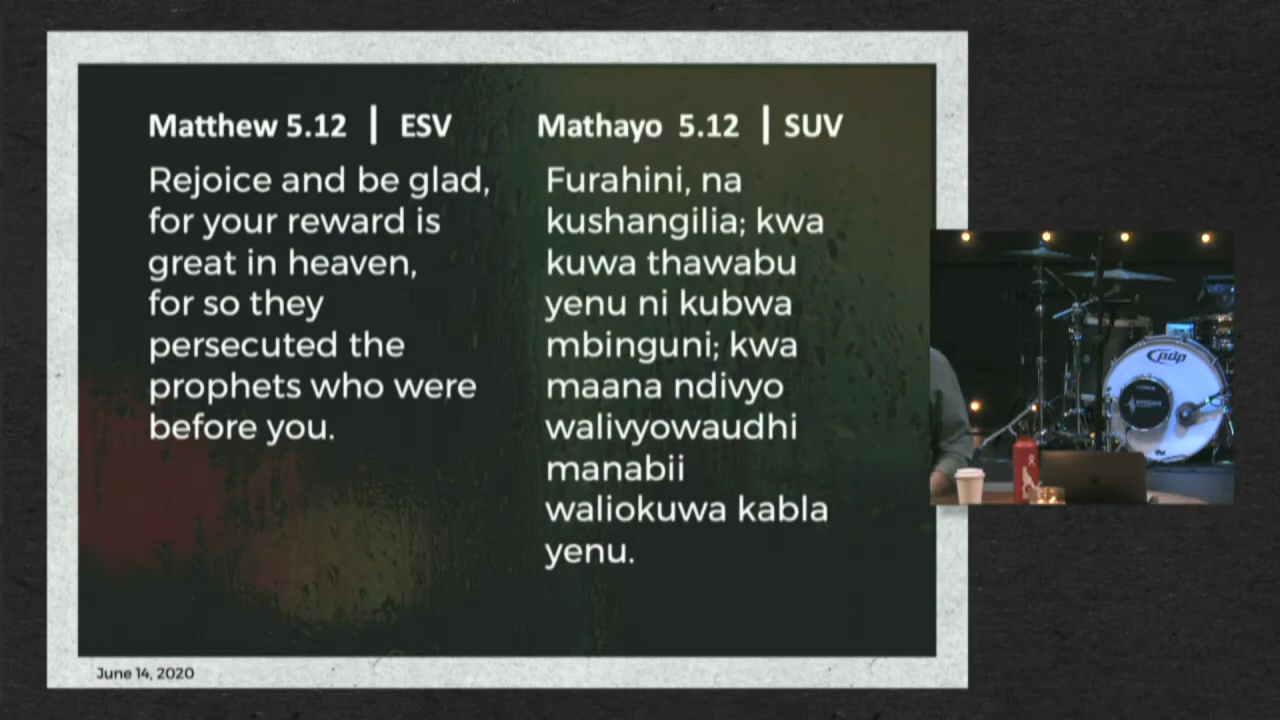 Matthew 5.12 | ESV
Rejoice and be glad,
for your reward is
great in heaven,
for so they
persecuted the
prophets who were
before you.
Mathayo 5.12 | SUV
Furahini, na
kushangilia; kwa
kuwa thawabu
yenu ni kubwa
mbinguni; kwa
maana ndivyo
walivyowaudhi
manabii
waliokuwa kabla
yenu.
June 14, 2020
pdp